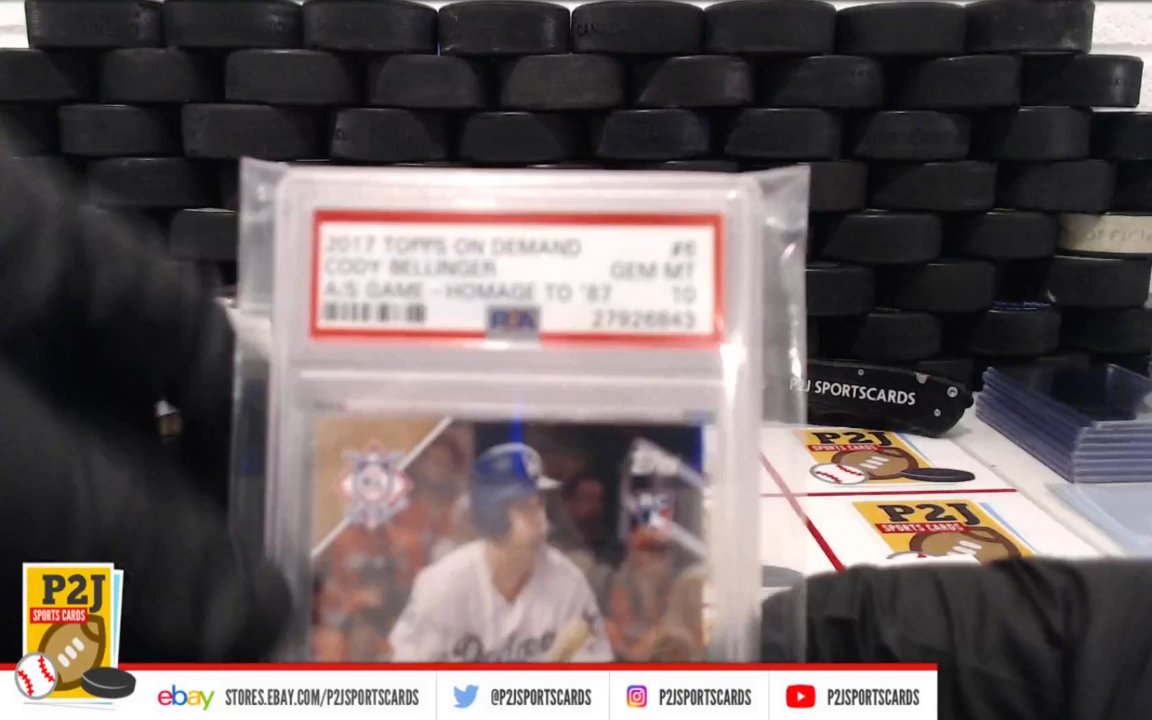 2017 TOPPS ON DEMAND #6
CODY BELLINGER GEM MT
A/S GAME - HOMAGE TO '87 10
PSA 27926843
Dodgers
P2J SPORTSCARDS
P2J
SPORTS CARDS
P2J
SPORTS CARDS
P2J
SPORTS CARDS
ebay STORES.EBAY.COM/P2JSPORTSCARDS
@P2JSPORTSCARDS
P2JSPORTSCARDS
P2JSPORTSCARDS